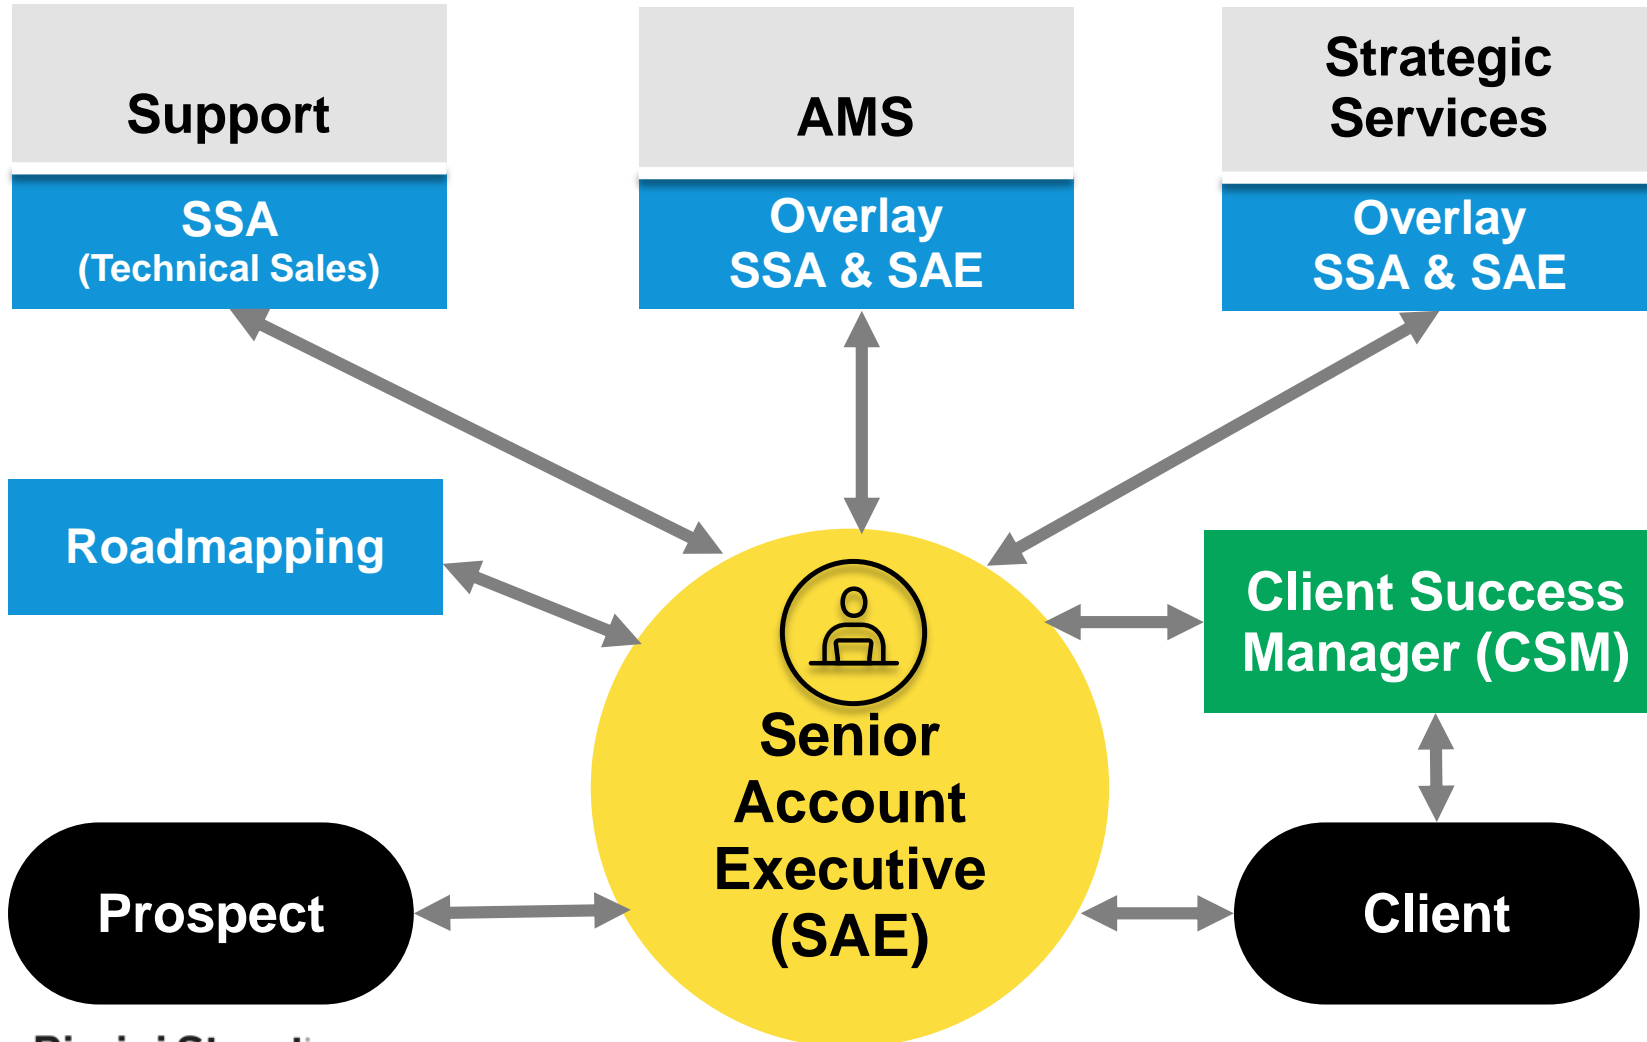 Support
AMS
Strategic
Services
SSA
(Technical Sales)
Overlay
SSA & SAE
Overlay
SSA & SAE
Roadmapping
Client Success
Manager (CSM)
Senior
Account
Executive
(SAE)
Prospect
Client